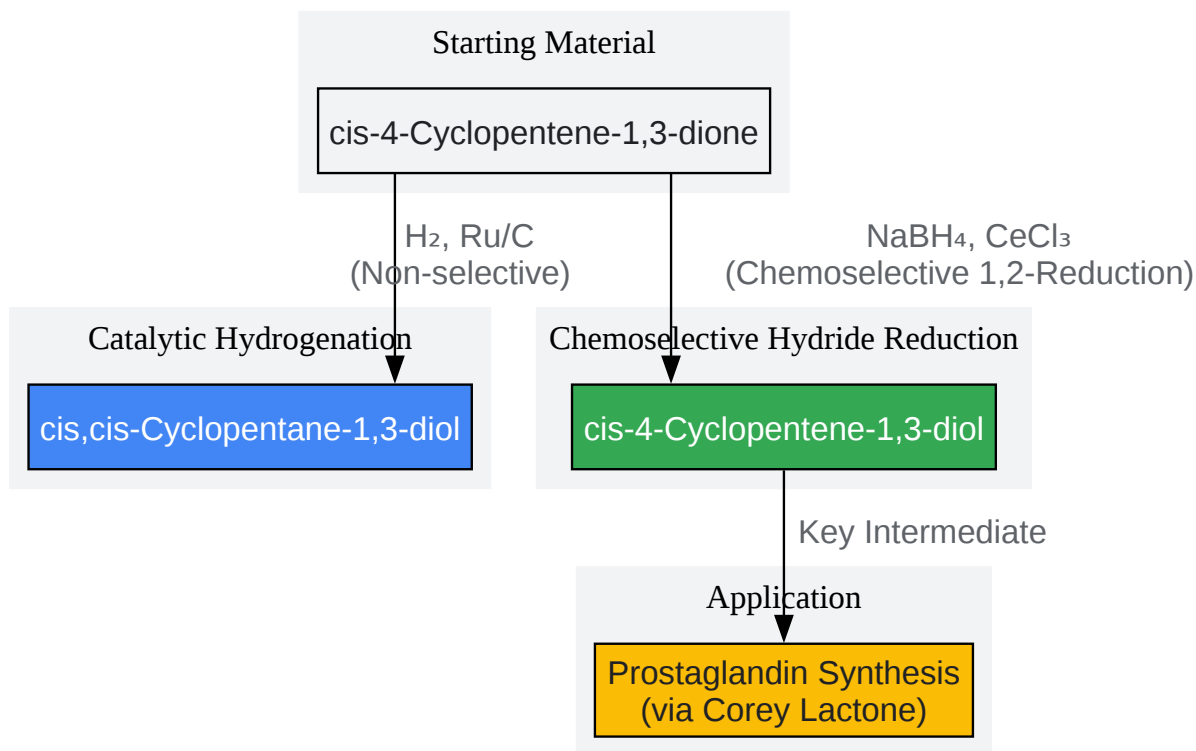 Starting Material
cis-4-Cyclopentene-1,3-dione
H₂, Ru/C
(Non-selective)
NaBH₄, CeCl₃
(Chemoselective 1,2-Reduction)
Catalytic Hydrogenation
Chemoselective Hydride Reduction
cis,cis-Cyclopentane-1,3-diol
cis-4-Cyclopentene-1,3-diol
Key Intermediate
Application
Prostaglandin Synthesis
(via Corey Lactone)